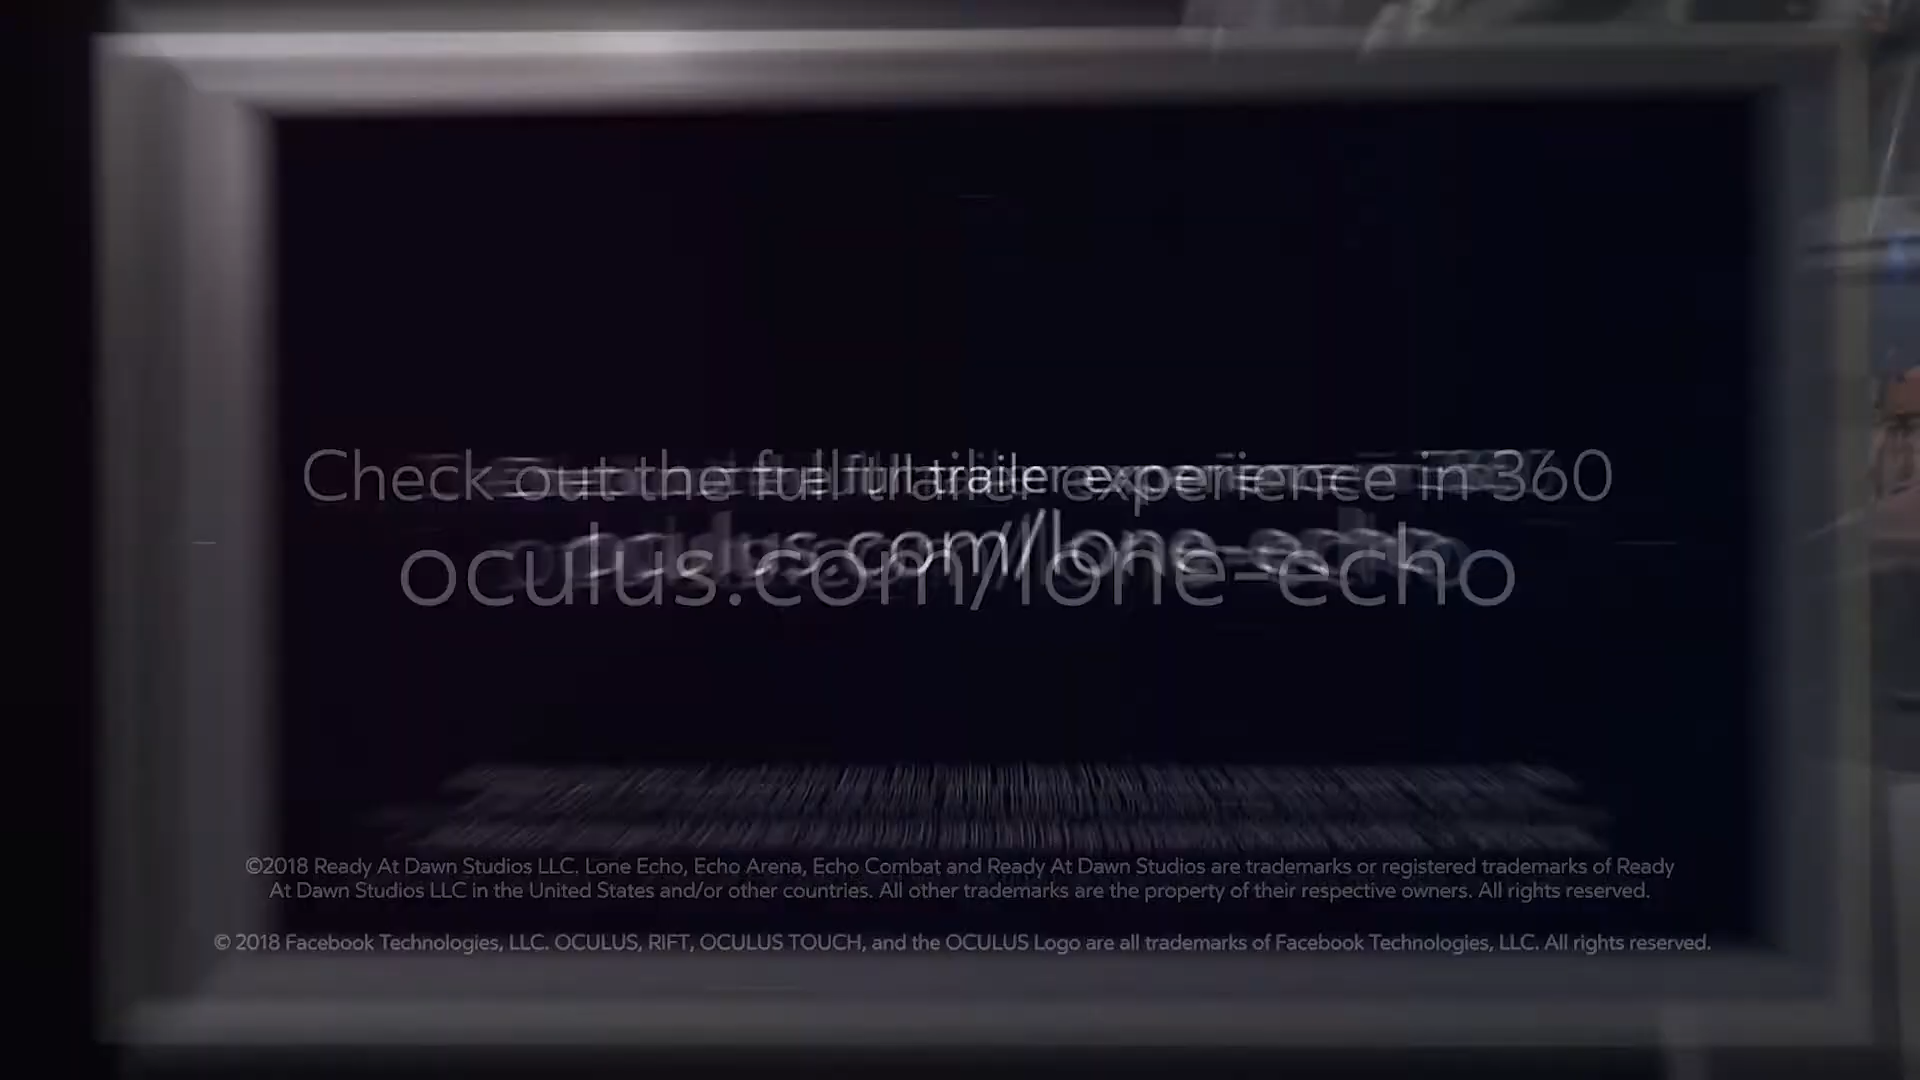 Check out the full trailer experience in 360
oculus.com/lone-echo
©2018 Ready At Dawn Studios LLC. Lone Echo, Echo Arena, Echo Combat and Ready At Dawn Studios are trademarks or registered trademarks of Ready
At Dawn Studios LLC in the United States and/or other countries. All other trademarks are the property of their respective owners. All rights reserved.
© 2018 Facebook Technologies, LLC. OCULUS, RIFT, OCULUS TOUCH, and the OCULUS Logo are all trademarks of Facebook Technologies, LLC. All rights reserved.